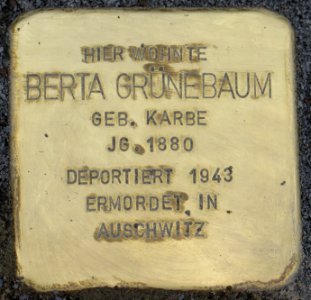 HIER WOHNTE
BERTA GRÜNEBAUM
GEB. KARBE
JG. 1880
DEPORTIERT 1943
ERMORDET IN
AUSCHWITZ